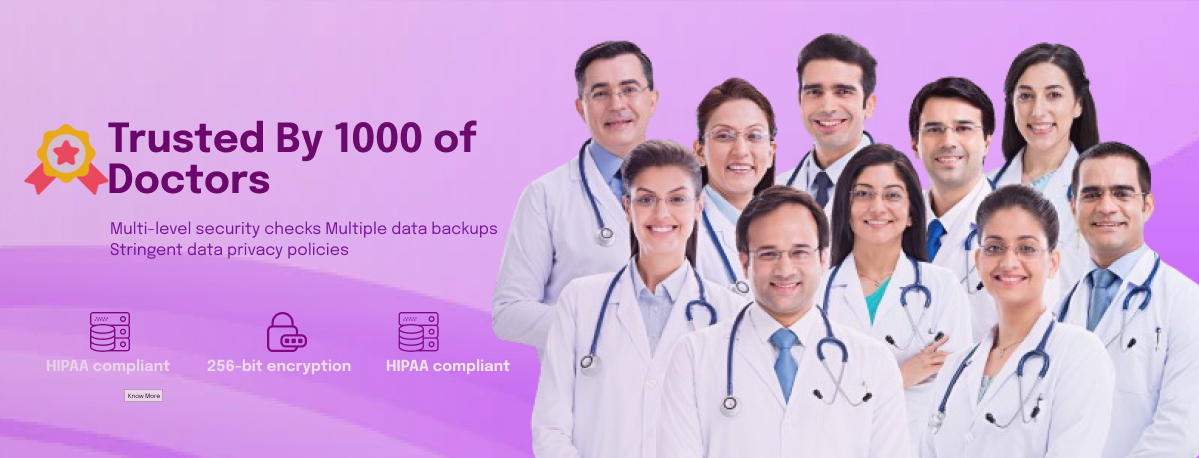 Trusted By 1000 of
Doctors
Multi-level security checks Multiple data backups
Stringent data privacy policies
HIPAA compliant
256-bit encryption
HIPAA compliant
Know More